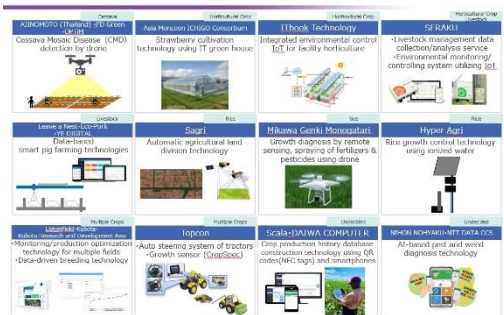 Cassava
AJINOMOTO (Thailand) ·FD Green
·OPTiM
Cassava Mosaic Disease (CMD)
detection by drone
Horticultural Crop
Asia Monsoon ICHIGO Consortium
Strawberry cultivation
technology using IT green house
Horticultural Crop
ITbook Technology
Integrated environmental control
IoT for facility horticulture
Horticultural Crop
Livestock
SERAKU
·Livestock management data
collection/analysis service
·Environmental monitoring/
controlling system utilizing IoT
Livestock
Leave a Nest·Eco-Pork
·YE DIGITAL
Data-based
smart pig farming technologies
Rice
Sagri
Automatic agricultural land
division technology
Rice
Mikawa Genki Monogatari
Growth diagnosis by remote
sensing, spraying of fertilizers &
pesticides using drone
Rice
Hyper Agri
Rice growth control technology
using ionized water
Multiple Crops
ListenField·Kubota·
Kubota Research and Development Asia
·Monitoring/production optimization
technology for multiple fields
·Data-driven breeding technology
Multiple Crops
Topcon
·Auto steering system of tractors
·Growth sensor (CropSpec)
Undecided
Scala·DAIWA COMPUTER
Crop production history database
construction technology using QR
codes(NFC tags) and smartphones
Undecided
NIHON NOHYAKU·NTT DATA CCS
AI-based pest and weed
diagnosis technology